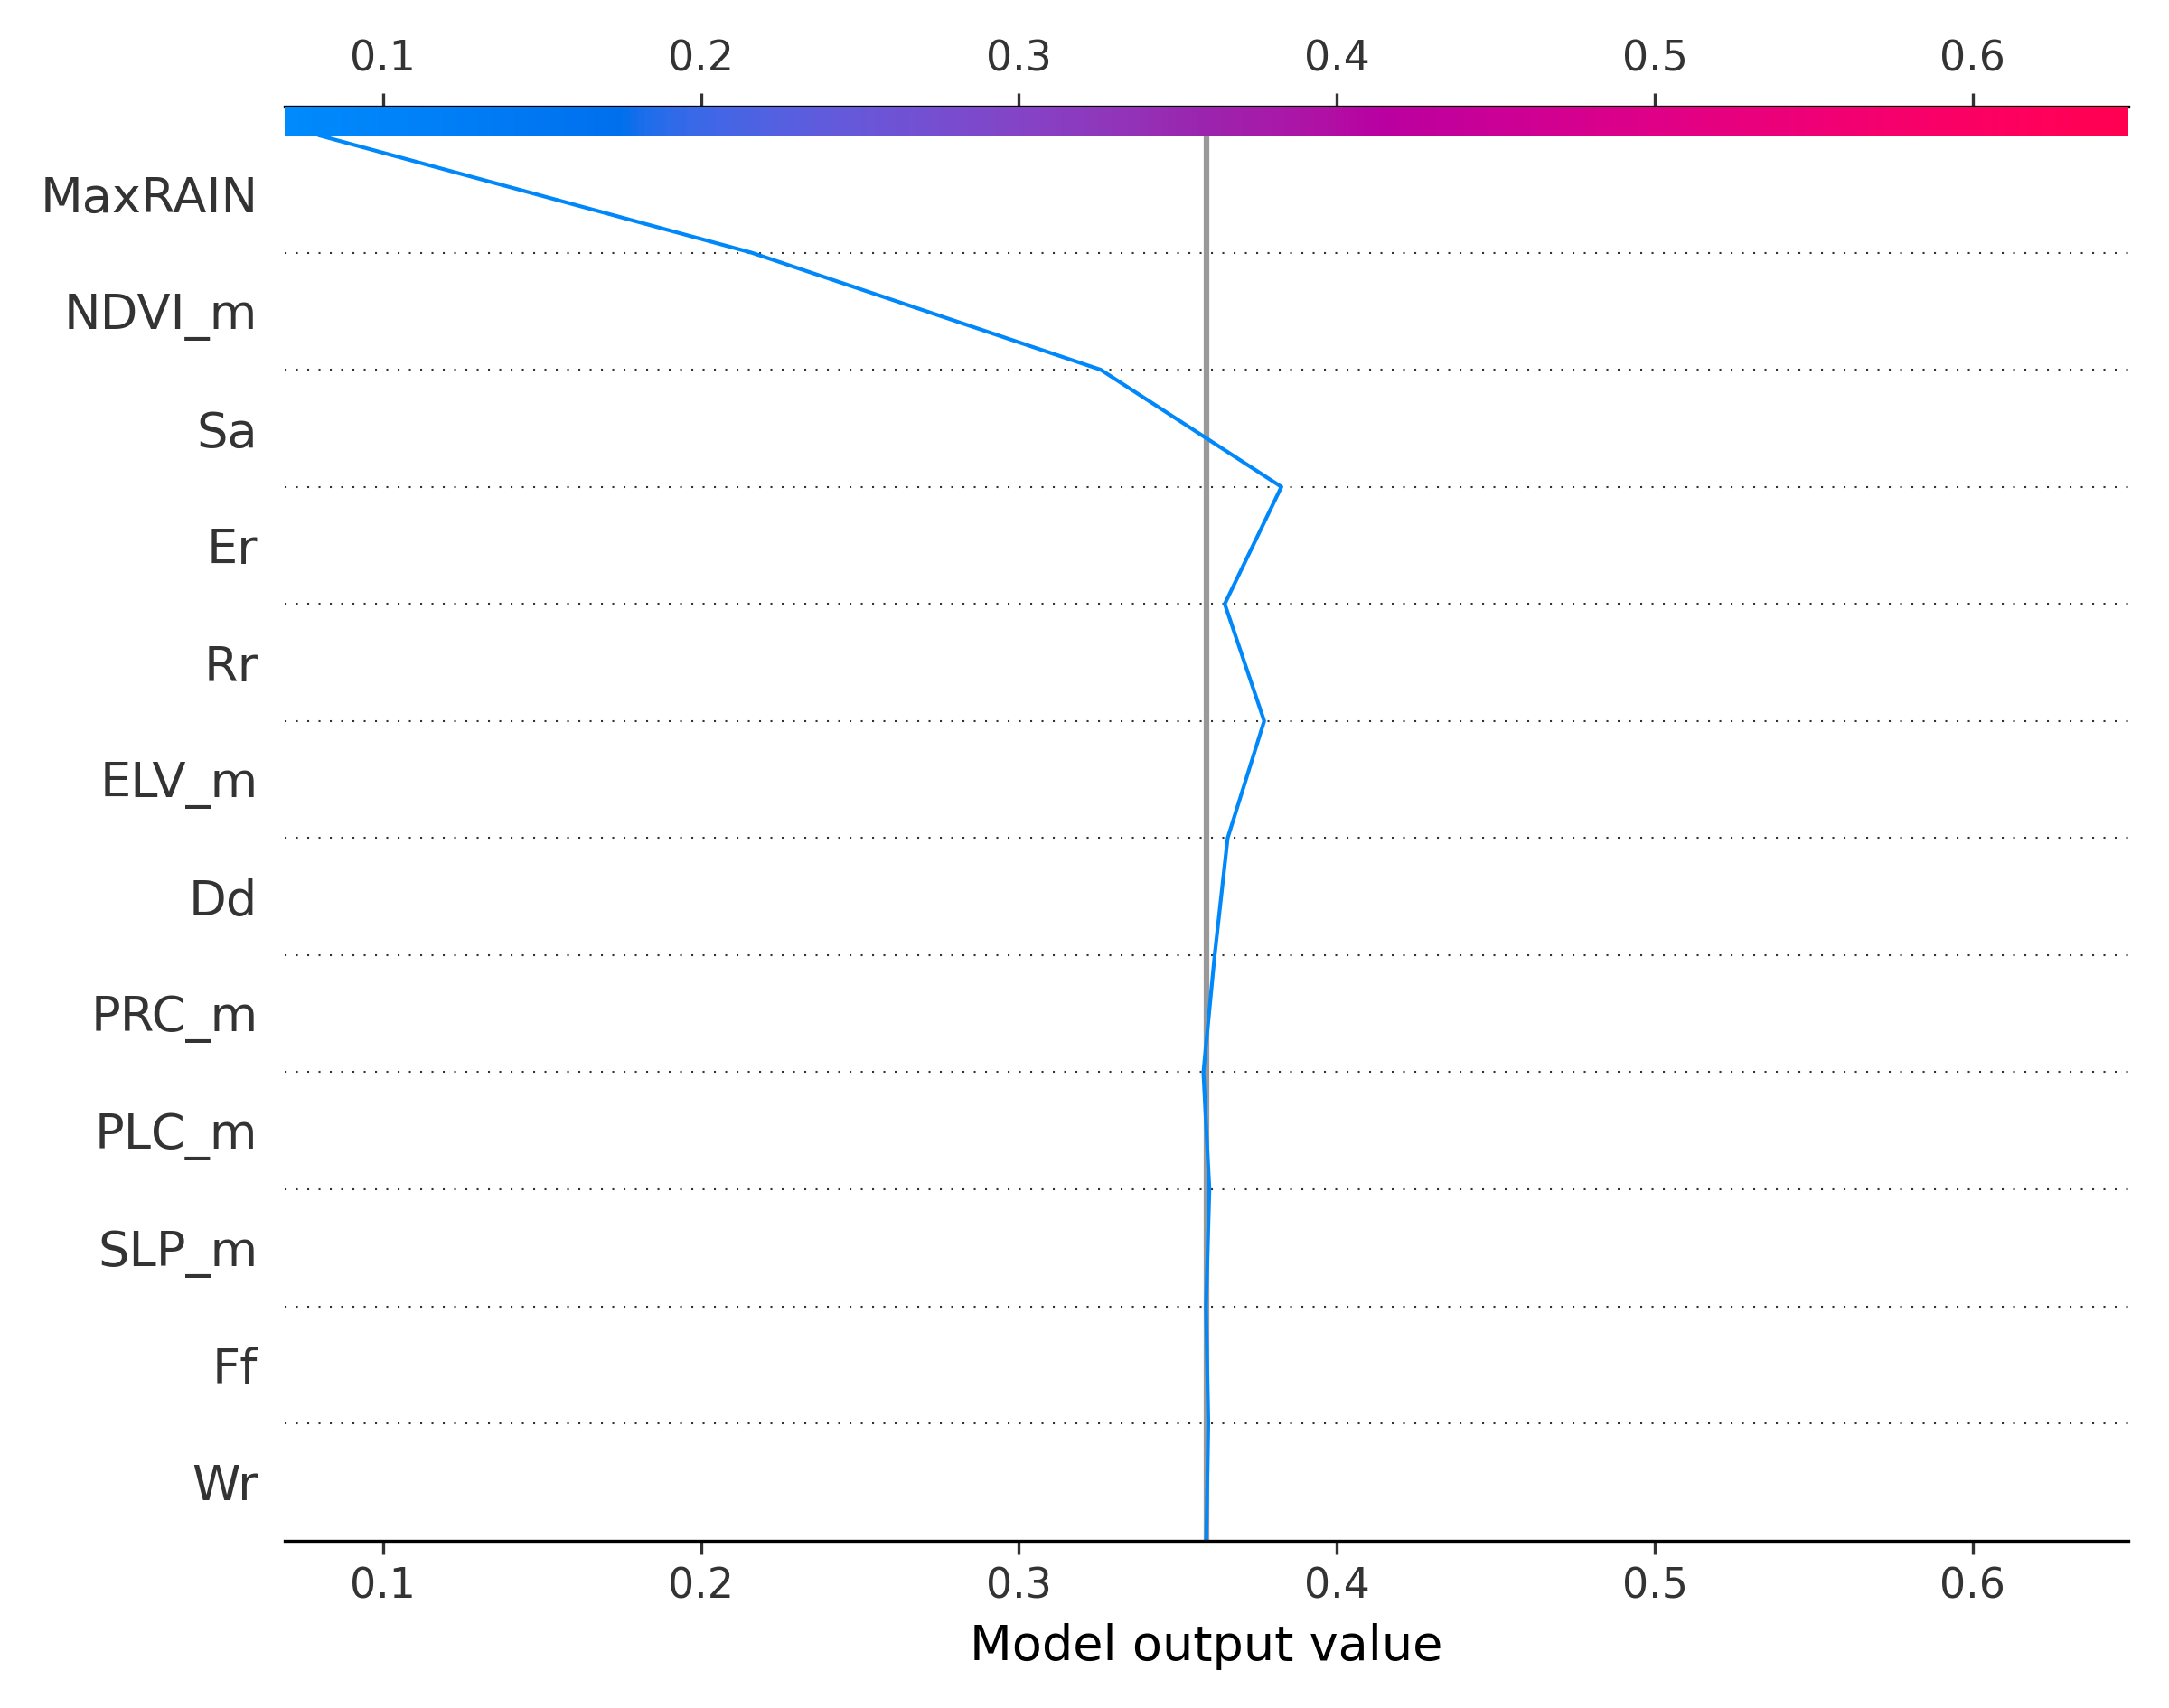 0.1 0.2 0.3 0.4 0.5 0.6
MaxRAIN
NDVI_m
Sa
Er
Rr
ELV_m
Dd
PRC_m
PLC_m
SLP_m
Ff
Wr
0.1 0.2 0.3 0.4 0.5 0.6
Model output value